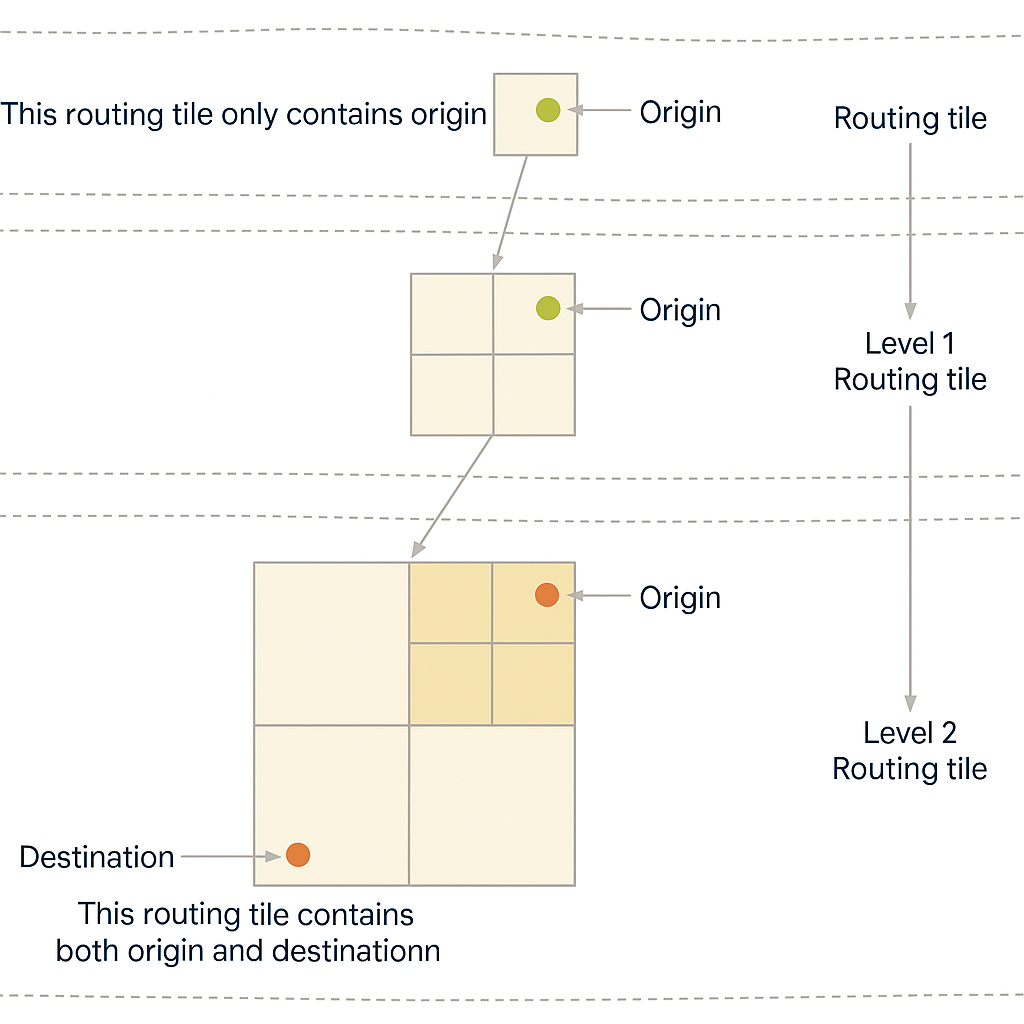 This routing tile only contains origin
Origin
Routing tile
Origin
Level 1
Routing tile
Origin
Level 2
Routing tile
Destination
This routing tile contains
both origin and destinationn